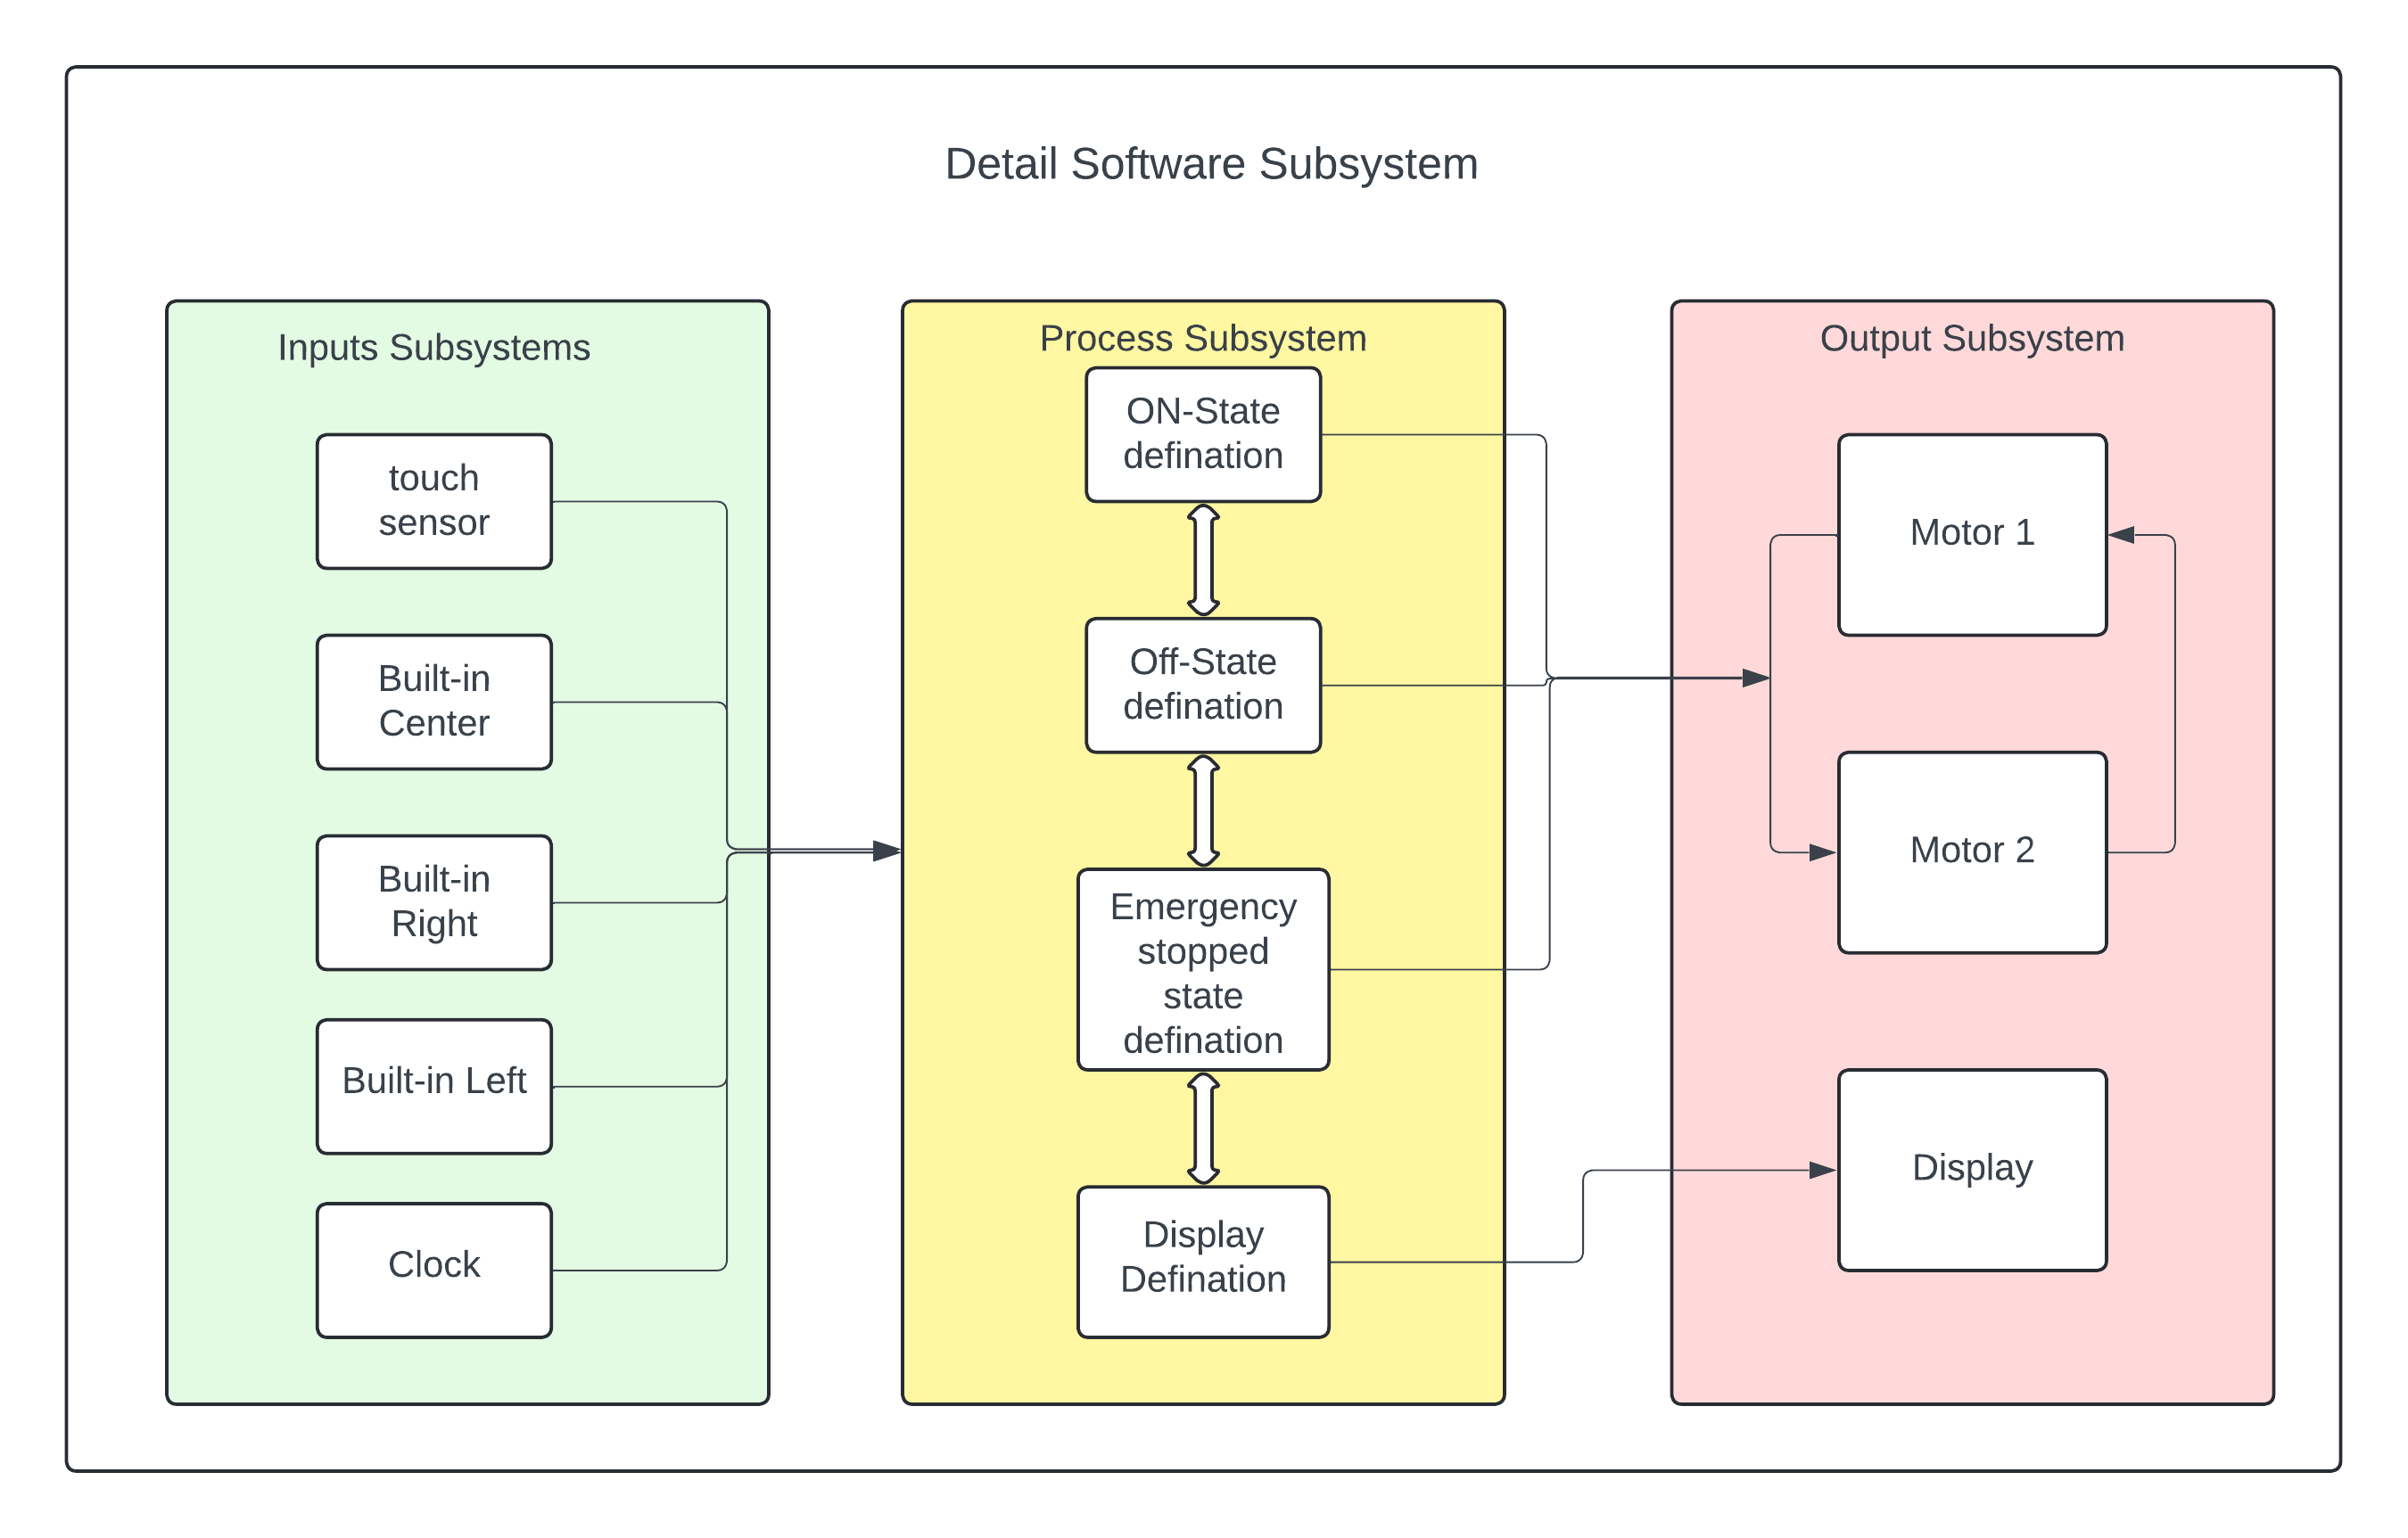 Detail Software Subsystem
Inputs Subsystems
touch
sensor
Built-in
Center
Built-in
Right
Built-in Left
Clock
Process Subsystem
ON-State
defination
Off-State
defination
Emergency
stopped
state
defination
Display
Defination
Output Subsystem
Motor 1
Motor 2
Display